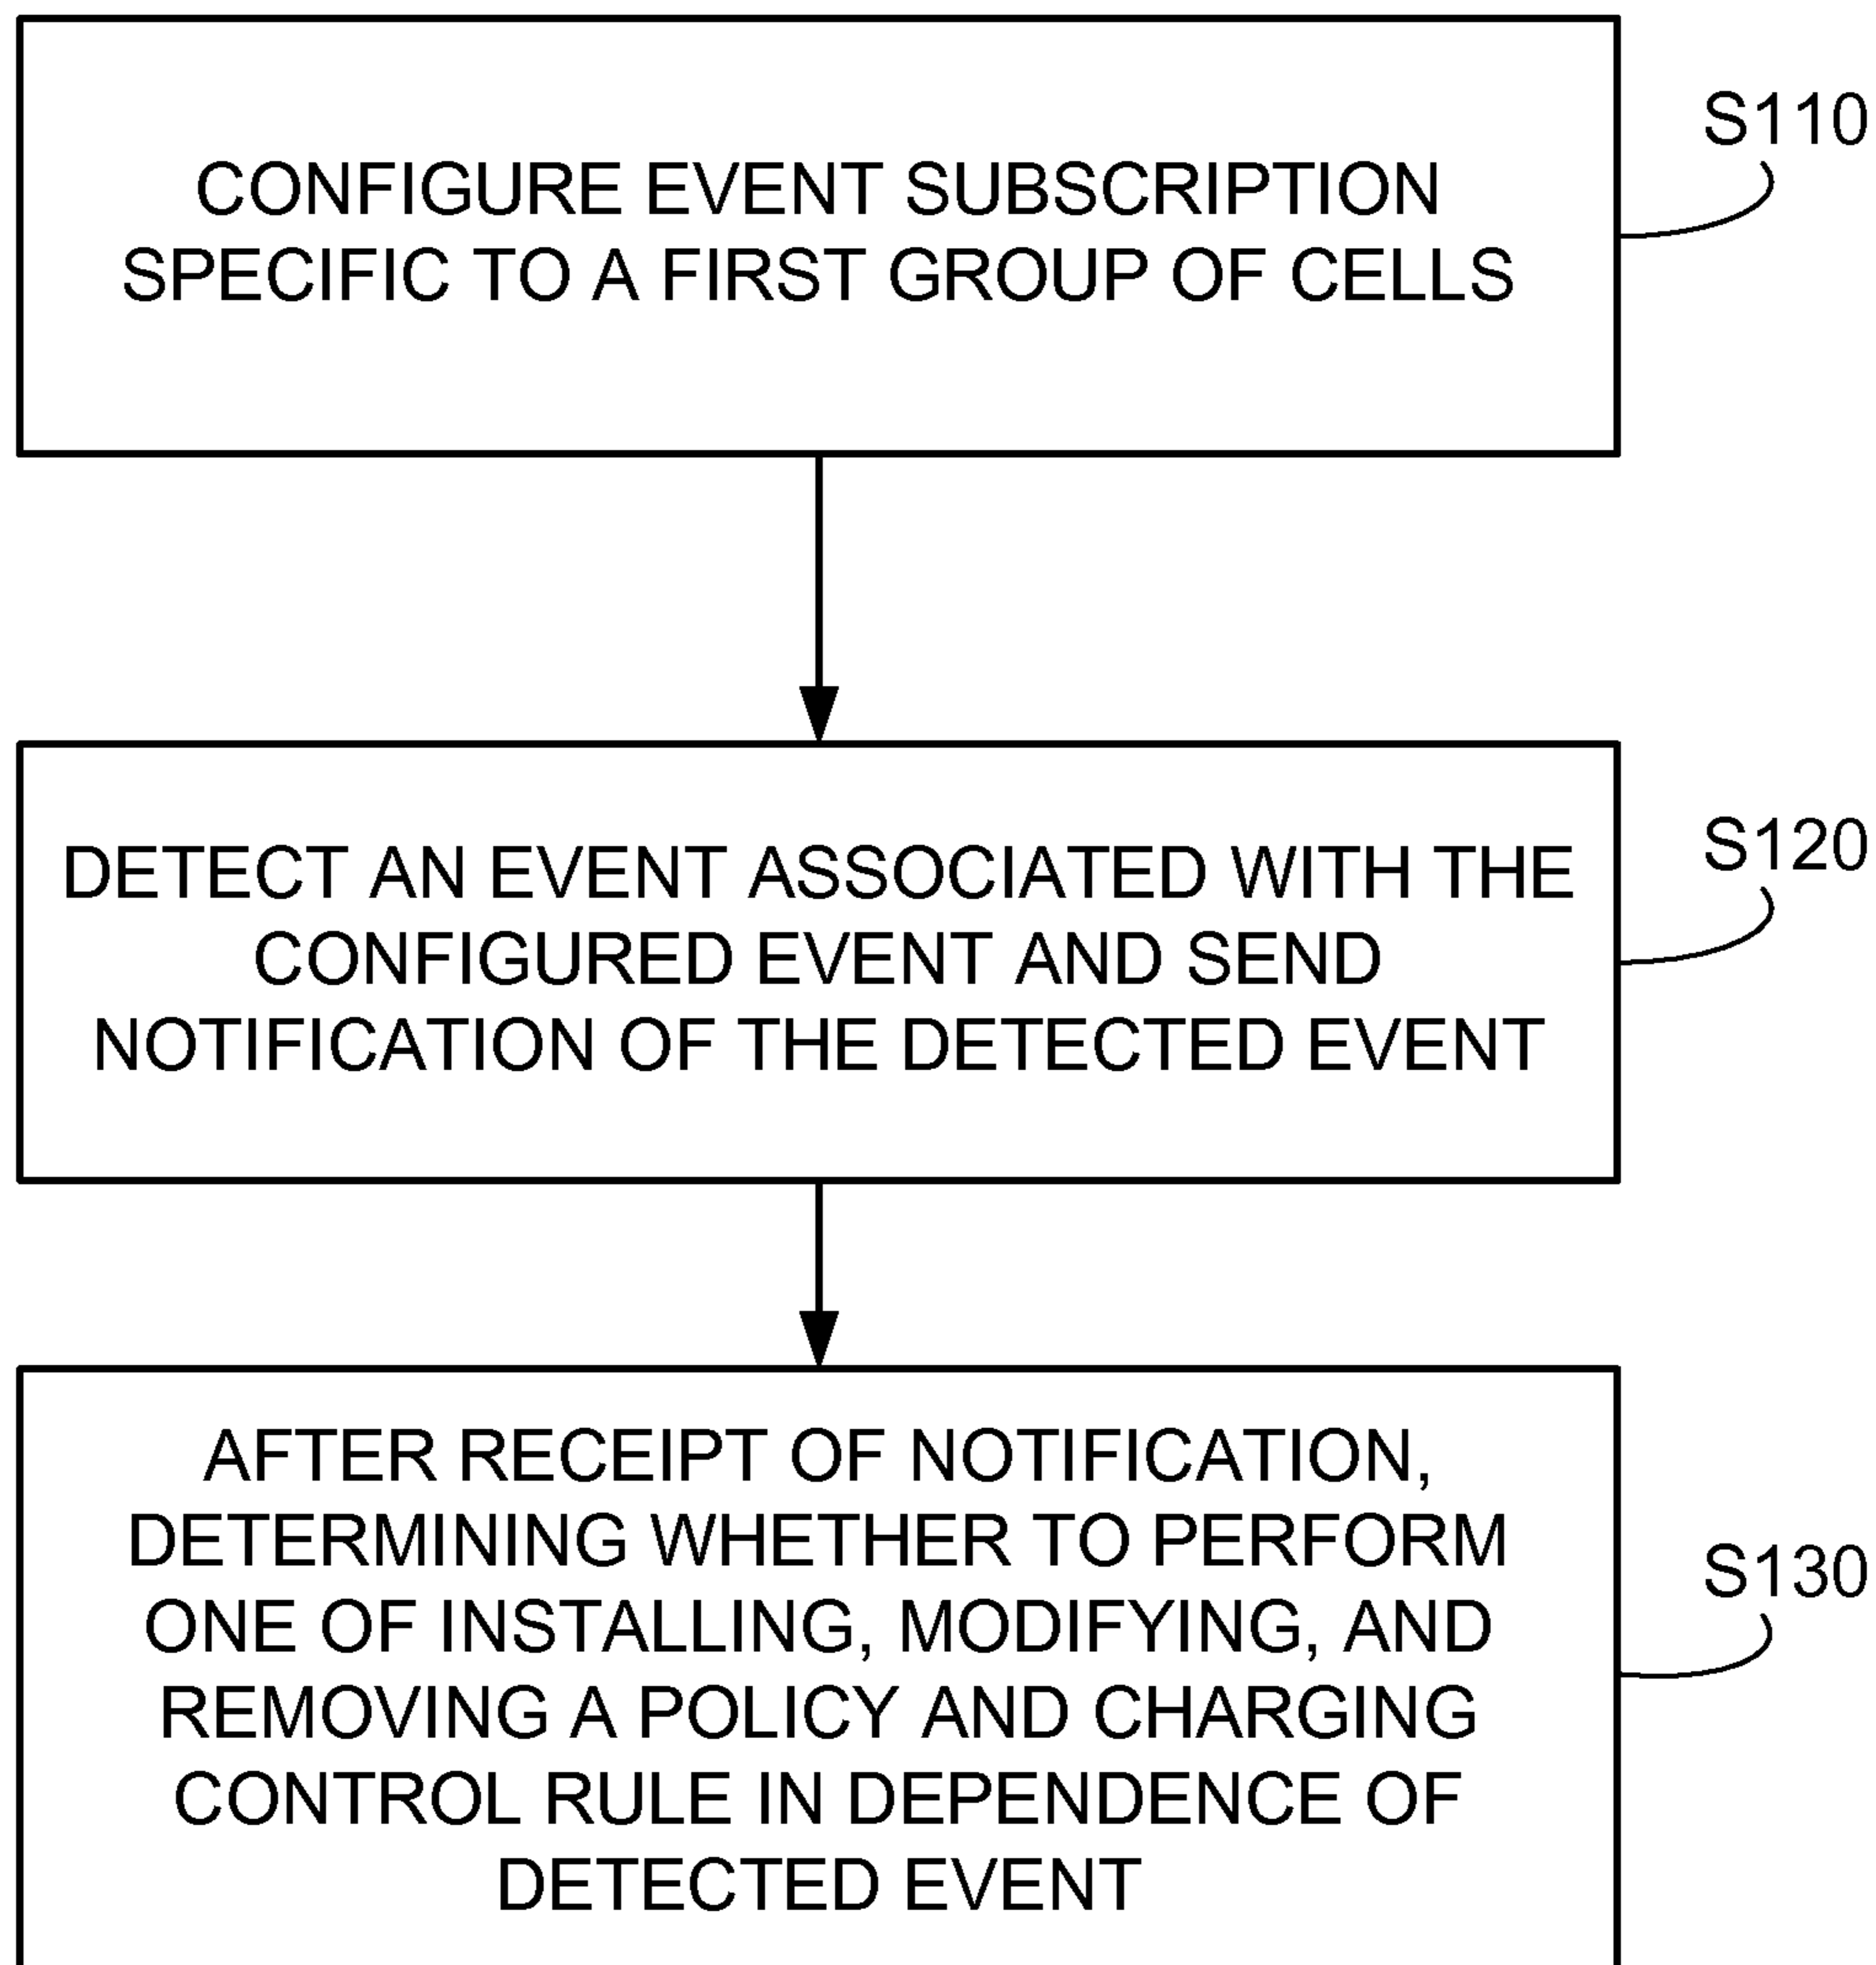 CONFIGURE EVENT SUBSCRIPTION
SPECIFIC TO A FIRST GROUP OF CELLS
S110
DETECT AN EVENT ASSOCIATED WITH THE
CONFIGURED EVENT AND SEND
NOTIFICATION OF THE DETECTED EVENT
S120
AFTER RECEIPT OF NOTIFICATION,
DETERMINING WHETHER TO PERFORM
ONE OF INSTALLING, MODIFYING, AND
REMOVING A POLICY AND CHARGING
CONTROL RULE IN DEPENDENCE OF
DETECTED EVENT
S130